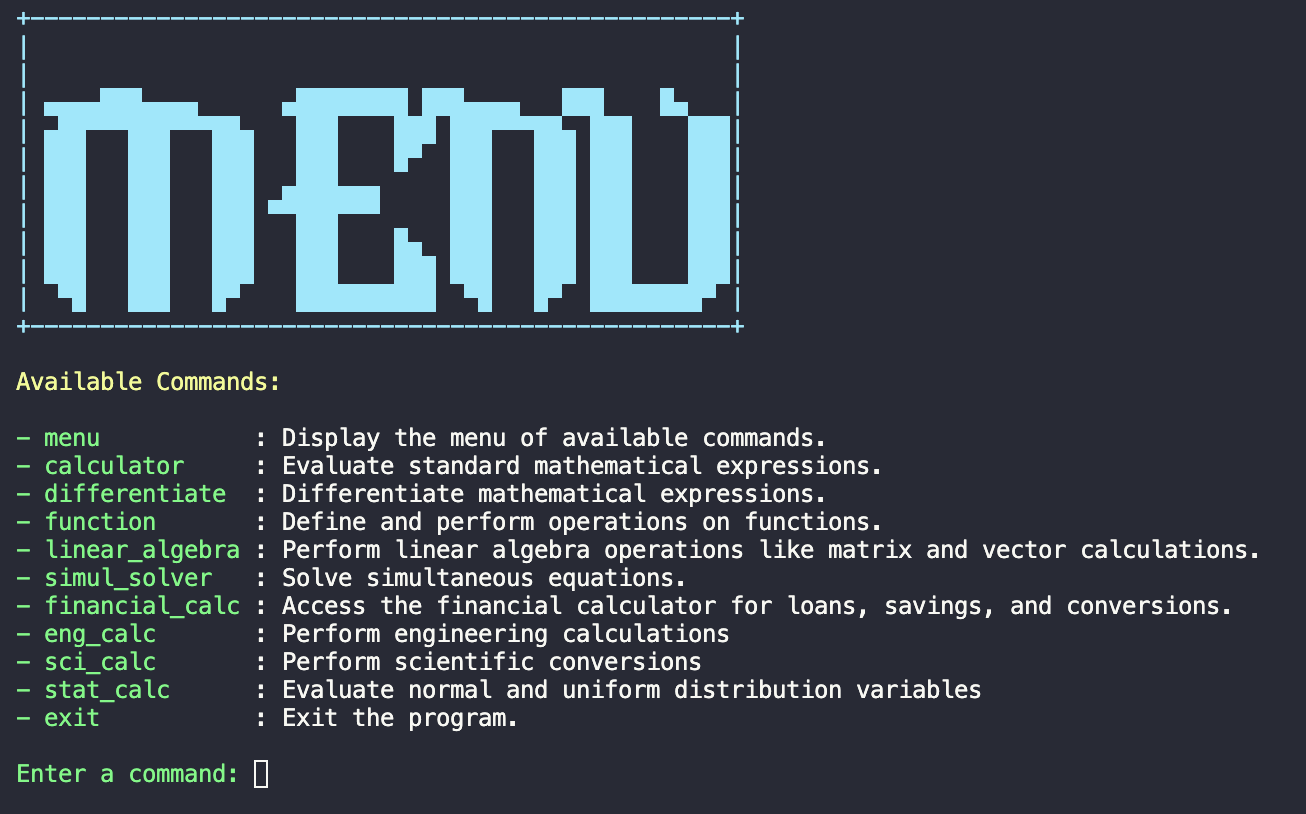 MENU
Available Commands:
- menu : Display the menu of available commands.
- calculator : Evaluate standard mathematical expressions.
- differentiate : Differentiate mathematical expressions.
- function : Define and perform operations on functions.
- linear_algebra : Perform linear algebra operations like matrix and vector calculations.
- simul_solver : Solve simultaneous equations.
- financial_calc : Access the financial calculator for loans, savings, and conversions.
- eng_calc : Perform engineering calculations
- sci_calc : Perform scientific conversions
- stat_calc : Evaluate normal and uniform distribution variables
- exit : Exit the program.
Enter a command: